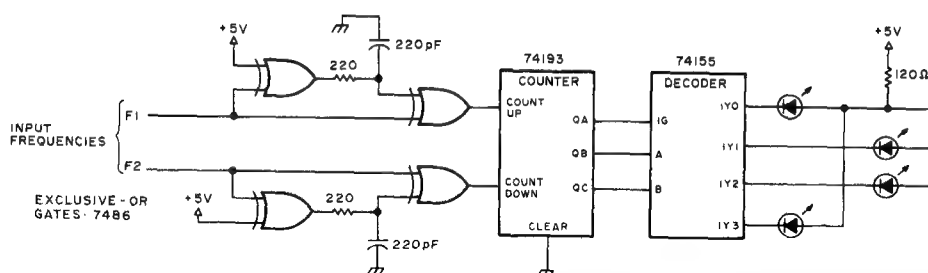 +5V
220pF
220
F1
INPUT
FREQUENCIES
F2
EXCLUSIVE-OR
GATES - 7486
+5V
220
220pF
74193
COUNTER
COUNT
UP
COUNT
DOWN
CLEAR
QA
QB
QC
74155
DECODER
1G
A
B
1Y0
1Y1
1Y2
1Y3
+5V
120Ω